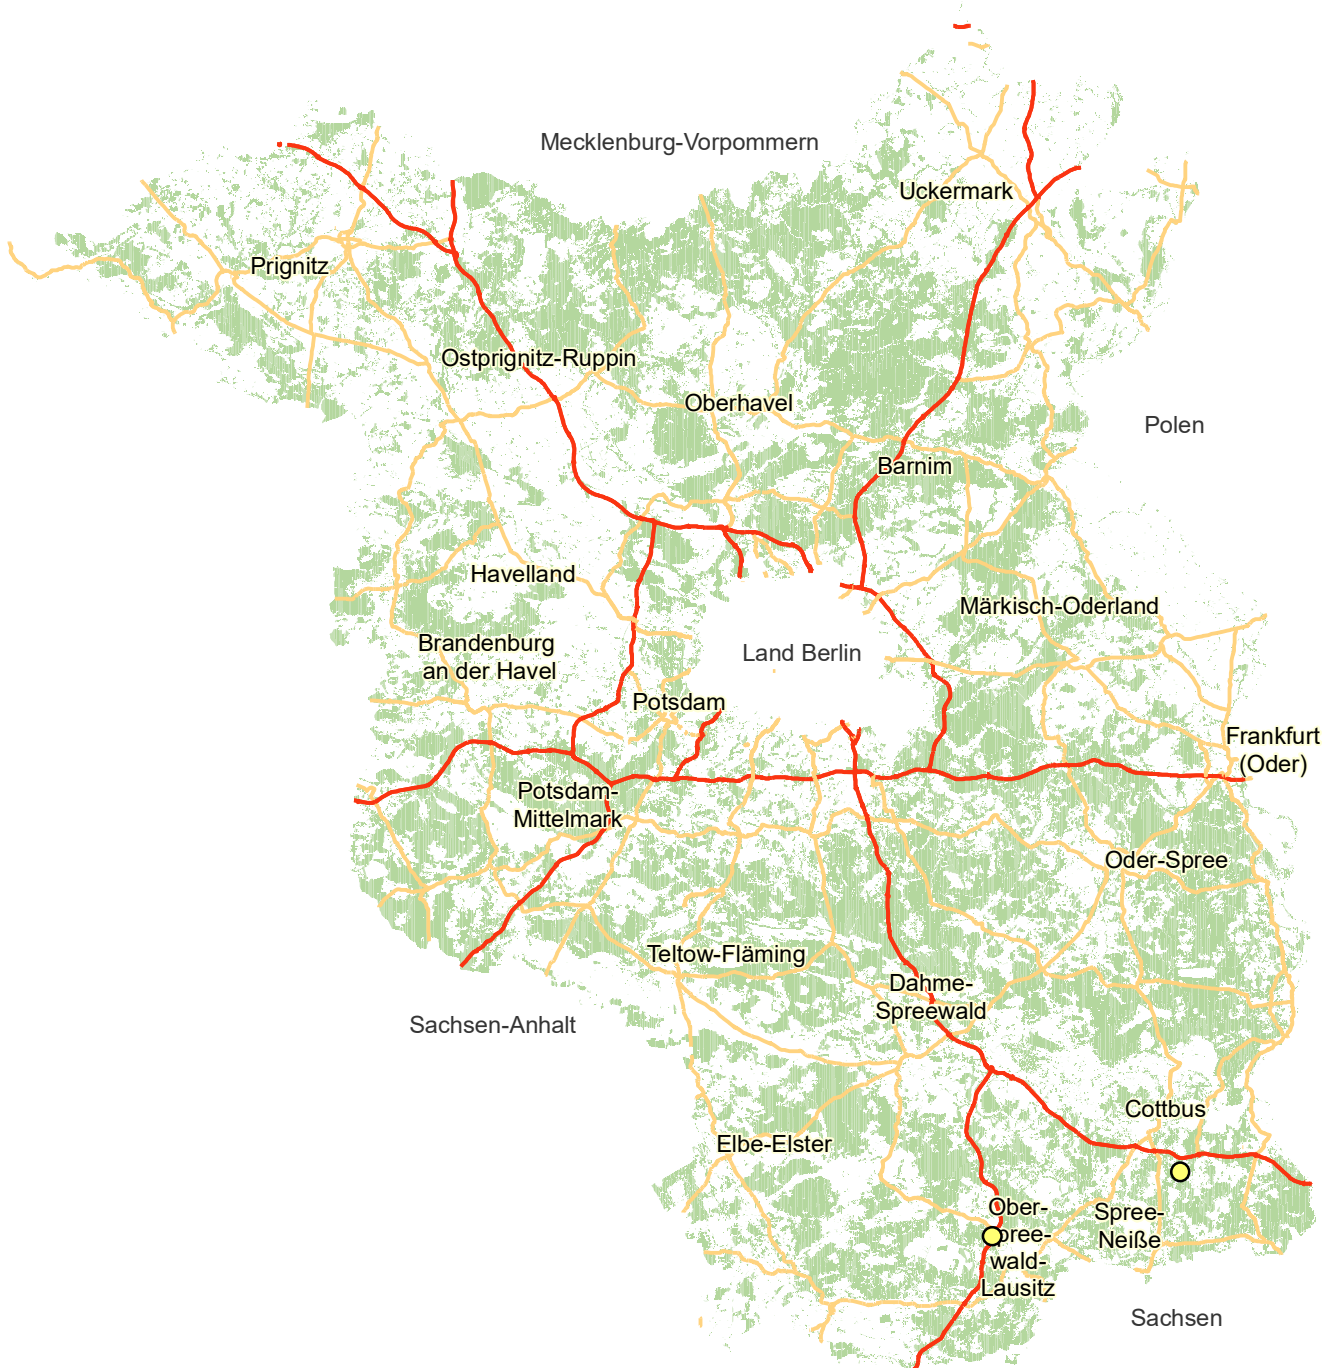 Mecklenburg-Vorpommern
Uckermark
Prignitz
Ostprignitz-Ruppin
Oberhavel
Polen
Barnim
Havelland
Märkisch-Oderland
Brandenburg
an der Havel
Land Berlin
Potsdam
Frankfurt
(Oder)
Potsdam-
Mittelmark
Oder-Spree
Teltow-Fläming
Dahme-
Spreewald
Sachsen-Anhalt
Cottbus
Elbe-Elster
Ober-
pree-
wald-
Lausitz
Spree-
Neiße
Sachsen